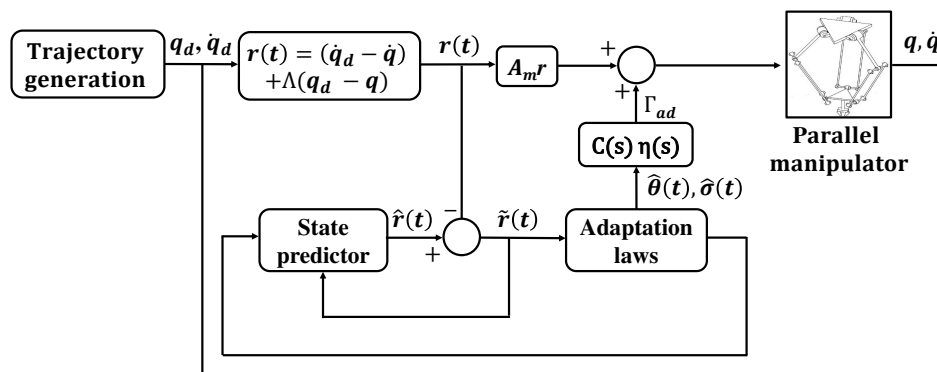 Trajectory
generation
q_d, q̇_d
r(t) = (q̇_d − q̇)
+Λ(q_d − q)
r(t)
A_m r
+
+
Γ_ad
C(s) η(s)
θ̂(t), σ̂(t)
q, q̇
Parallel
manipulator
State
predictor
r̂(t)
−
+
r̃(t)
Adaptation
laws